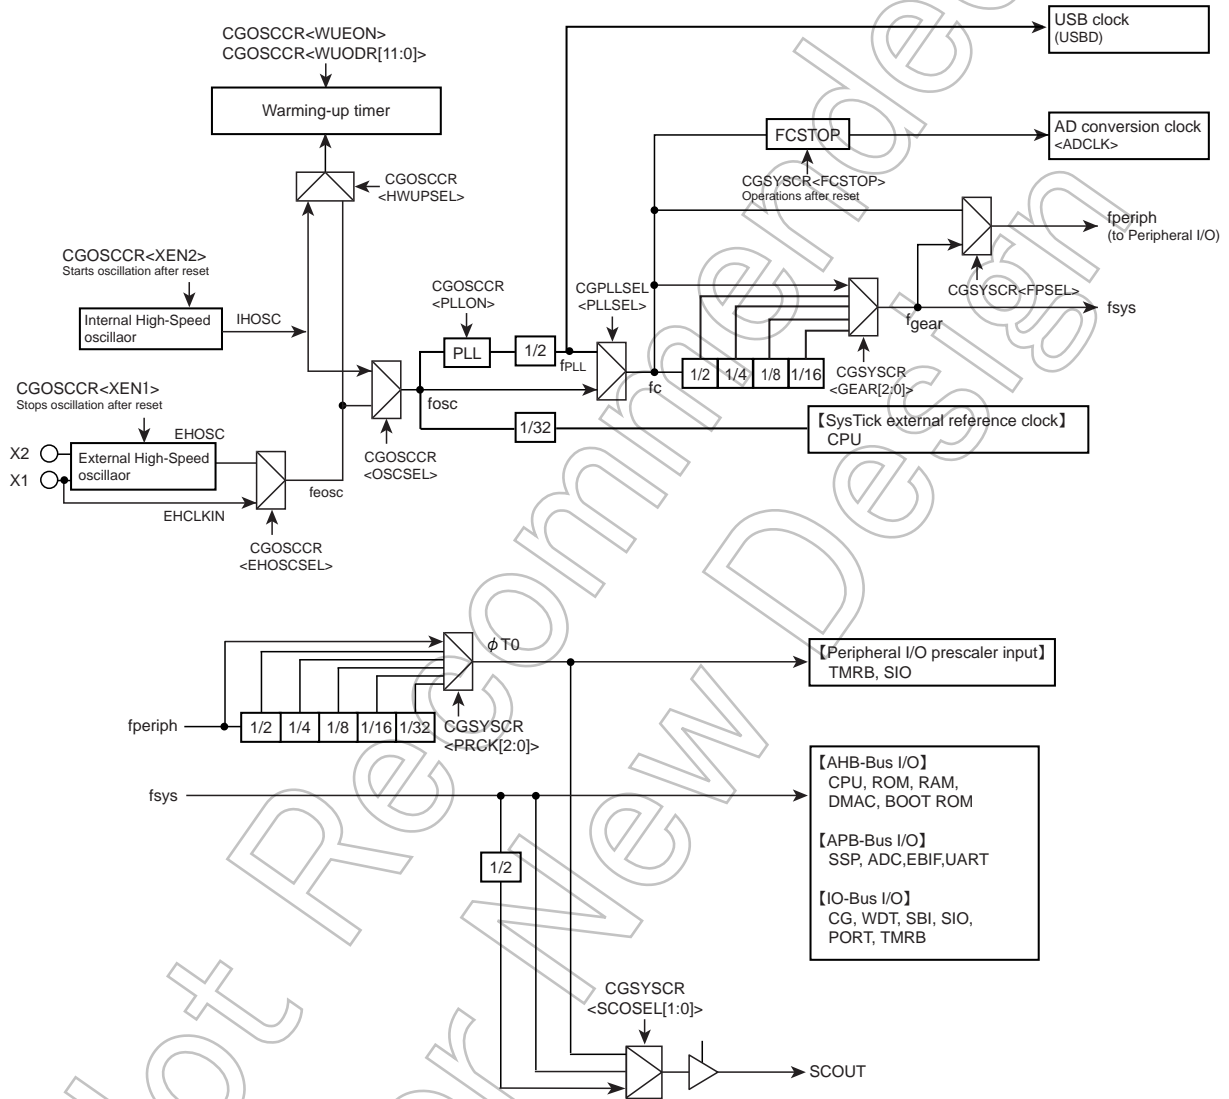 USB clock
(USBD)
CGOSCCR<WUEON>
CGOSCCR<WUODR[11:0]>
Warming-up timer
FCSTOP
AD conversion clock
<ADCLK>
CGSYSCR<FCSTOP>
Operations after reset
CGOSCCR
<HWUPSEL>
fperiph
(to Peripheral I/O)
CGOSCCR<XEN2>
Starts oscillation after reset
CGOSCCR
<PLLON>
CGPLLSEL
<PLLSEL>
CGSYSCR<FPSEL>
Internal High-Speed
oscillaor
IHOSC
fsys
fgear
PLL
1/2
fPLL
fc
1/2
1/4
1/8
1/16
CGSYSCR
<GEAR[2:0]>
CGOSCCR<XEN1>
Stops oscillation after reset
fosc
1/32
【SysTick external reference clock】
CPU
EHOSC
X2
External High-Speed
oscillaor
X1
CGOSCCR
<OSCSEL>
feosc
EHCLKIN
CGOSCCR
<EHOSCSEL>
ϕT0
【Peripheral I/O prescaler input】
TMRB, SIO
fperiph
1/2
1/4
1/8
1/16
1/32
CGSYSCR
<PRCK[2:0]>
fsys
【AHB-Bus I/O】
CPU, ROM, RAM,
DMAC, BOOT ROM
【APB-Bus I/O】
SSP, ADC,EBIF,UART
【IO-Bus I/O】
CG, WDT, SBI, SIO,
PORT, TMRB
1/2
CGSYSCR
<SCOSEL[1:0]>
SCOUT
Not Recommended
for New Design